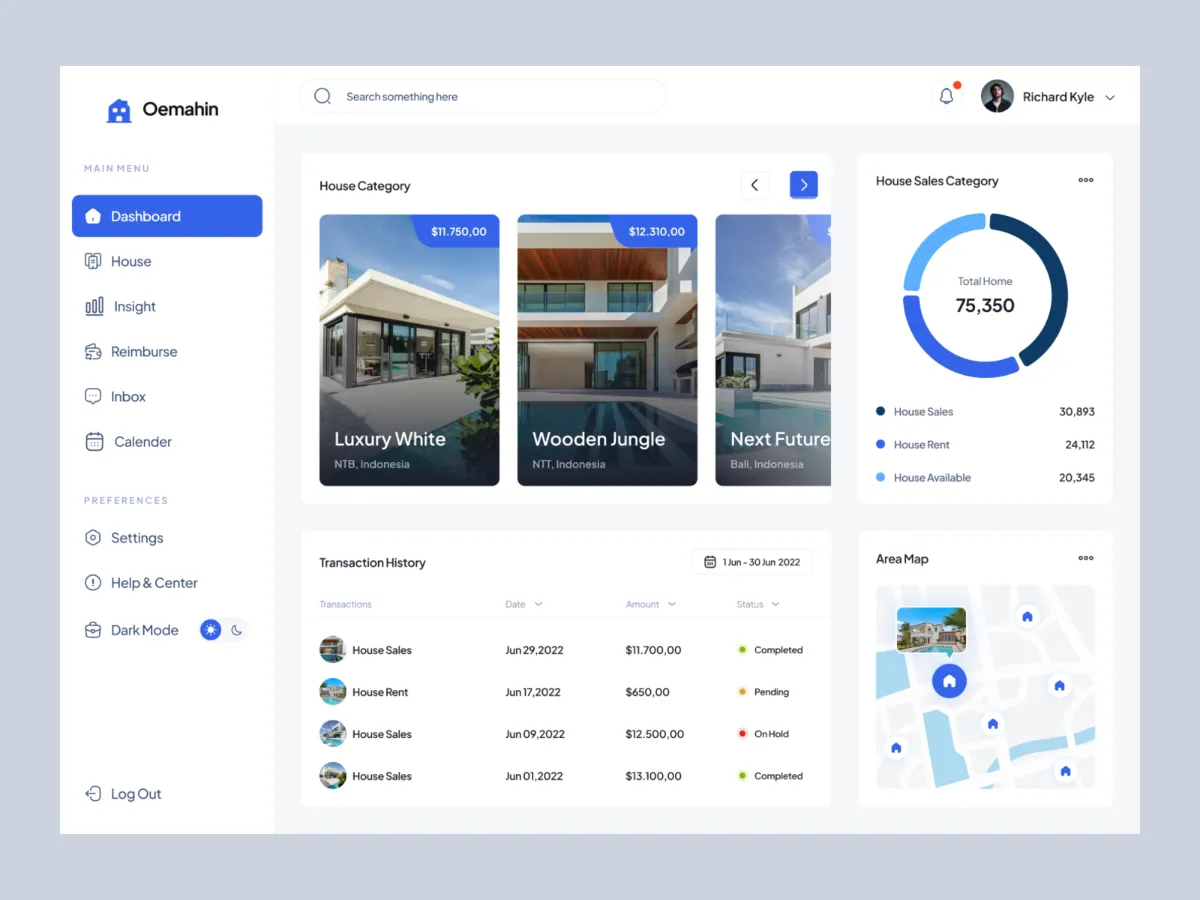 Oemahin
Search something here
Richard Kyle
MAIN MENU
Dashboard
House
Insight
Reimburse
Inbox
Calender
PREFERENCES
Settings
Help & Center
Dark Mode
Log Out
House Category
$11.750,00
Luxury White
NTB, Indonesia
$12.310,00
Wooden Jungle
NTT, Indonesia
Next Future
Bali, Indonesia
House Sales Category
Total Home
75,350
House Sales 30,893
House Rent 24,112
House Available 20,345
Transaction History
1 Jun - 30 Jun 2022
Transactions Date Amount Status
House Sales Jun 29,2022 $11.700,00 Completed
House Rent Jun 17,2022 $650,00 Pending
House Sales Jun 09,2022 $12.500,00 On Hold
House Sales Jun 01,2022 $13.100,00 Completed
Area Map